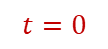 t = 0